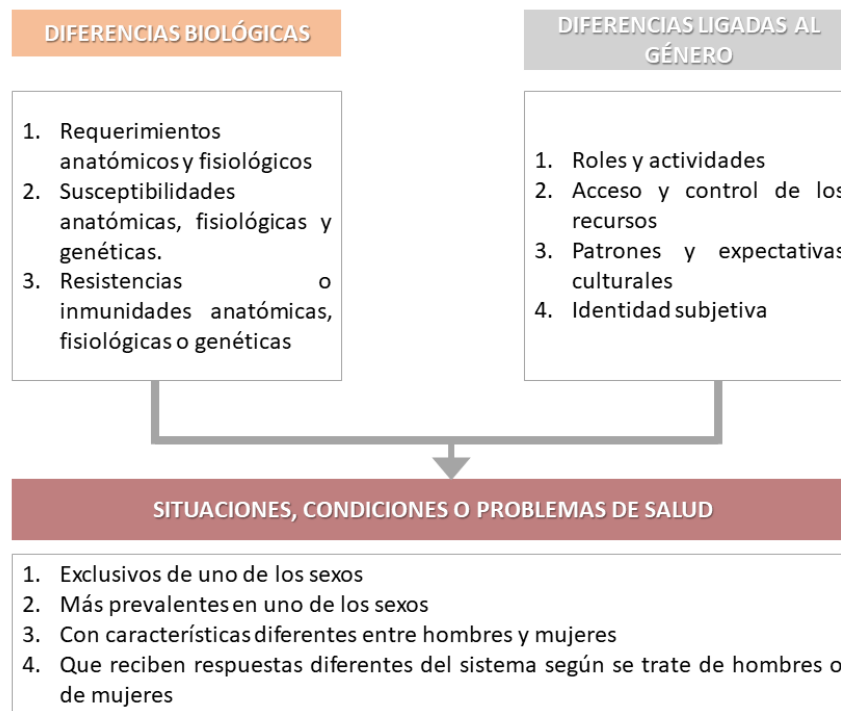 DIFERENCIAS BIOLÓGICAS
DIFERENCIAS LIGADAS AL
GÉNERO
1. Requerimientos
anatómicos y fisiológicos
2. Susceptibilidades
anatómicas, fisiológicas y
genéticas.
3. Resistencias o
inmunidades anatómicas,
fisiológicas o genéticas
1. Roles y actividades
2. Acceso y control de los
recursos
3. Patrones y expectativas
culturales
4. Identidad subjetiva
SITUACIONES, CONDICIONES O PROBLEMAS DE SALUD
1. Exclusivos de uno de los sexos
2. Más prevalentes en uno de los sexos
3. Con características diferentes entre hombres y mujeres
4. Que reciben respuestas diferentes del sistema según se trate de hombres o
de mujeres